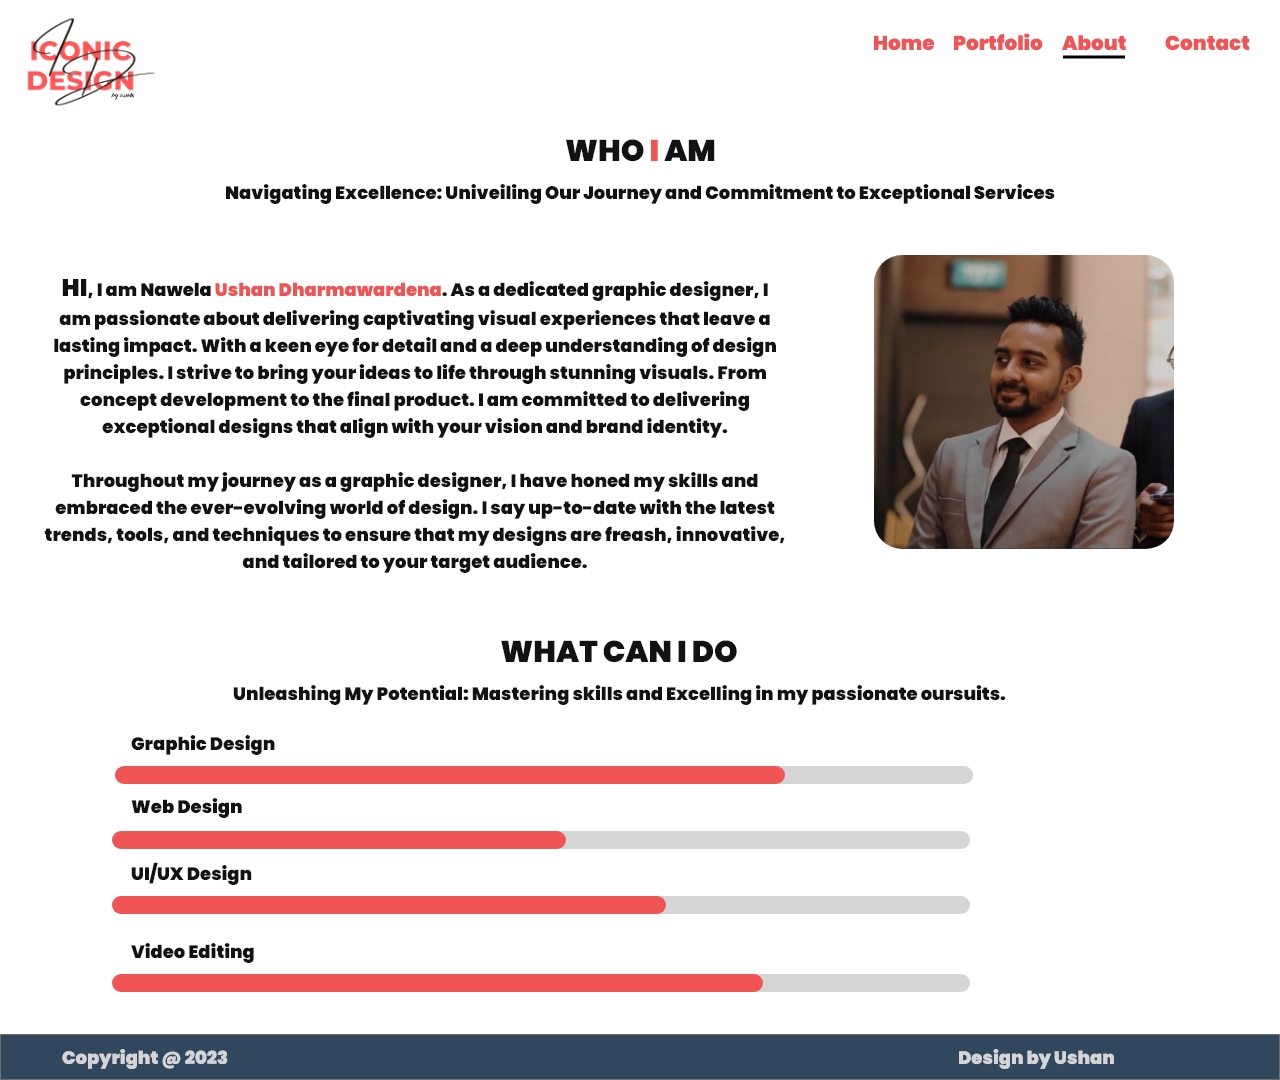 ICONIC
DESIGN
By Ushan
Home Portfolio About Contact
WHO I AM
Navigating Excellence: Univeiling Our Journey and Commitment to Exceptional Services
HI, I am Nawela Ushan Dharmawardena. As a dedicated graphic designer, I
am passionate about delivering captivating visual experiences that leave a
lasting impact. With a keen eye for detail and a deep understanding of design
principles. I strive to bring your ideas to life through stunning visuals. From
concept development to the final product. I am committed to delivering
exceptional designs that align with your vision and brand identity.
Throughout my journey as a graphic designer, I have honed my skills and
embraced the ever-evolving world of design. I say up-to-date with the latest
trends, tools, and techniques to ensure that my designs are freash, innovative,
and tailored to your target audience.
WHAT CAN I DO
Unleashing My Potential: Mastering skills and Excelling in my passionate oursuits.
Graphic Design
Web Design
UI/UX Design
Video Editing
Copyright @ 2023
Design by Ushan